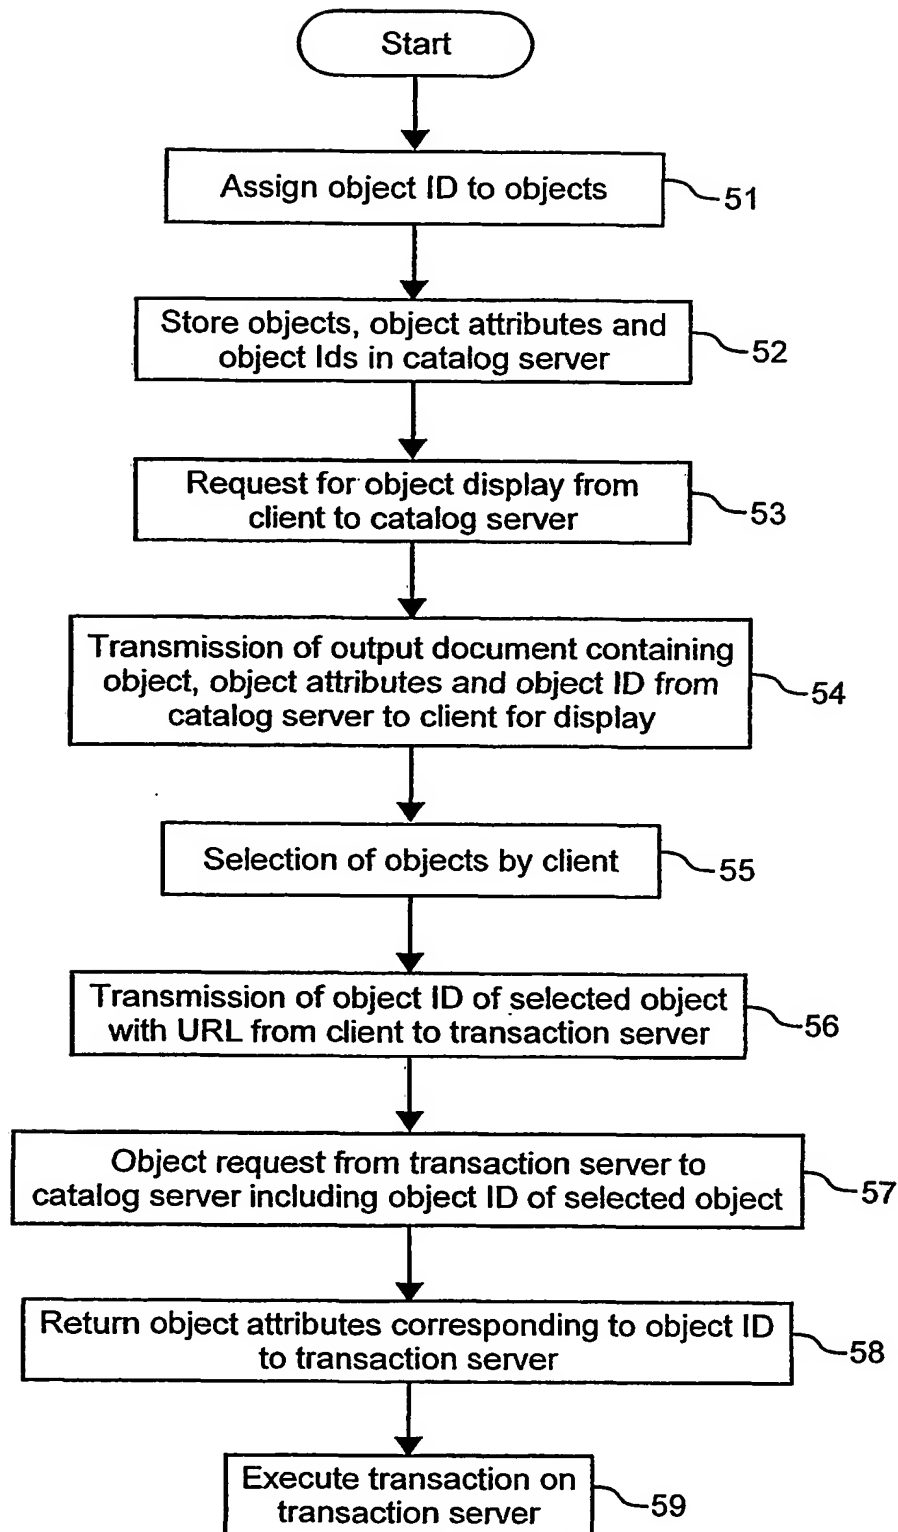 Start
Assign object ID to objects
51
Store objects, object attributes and
object Ids in catalog server
52
Request for object display from
client to catalog server
53
Transmission of output document containing
object, object attributes and object ID from
catalog server to client for display
54
Selection of objects by client
55
Transmission of object ID of selected object
with URL from client to transaction server
56
Object request from transaction server to
catalog server including object ID of selected object
57
Return object attributes corresponding to object ID
to transaction server
58
Execute transaction on
transaction server
59